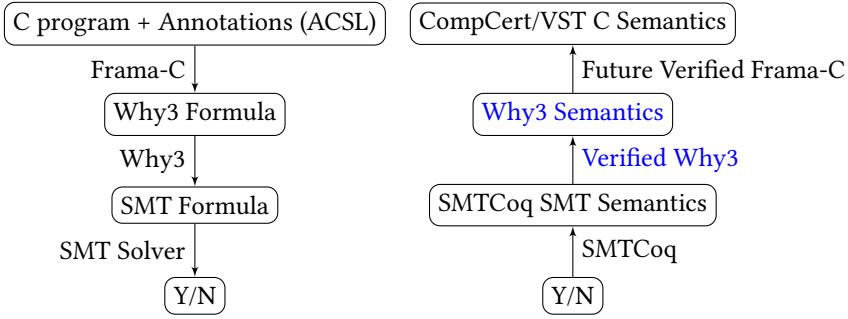 C program + Annotations (ACSL)
Frama-C
Why3 Formula
Why3
SMT Formula
SMT Solver
Y/N
CompCert/VST C Semantics
Future Verified Frama-C
Why3 Semantics
Verified Why3
SMTCoq SMT Semantics
SMTCoq
Y/N